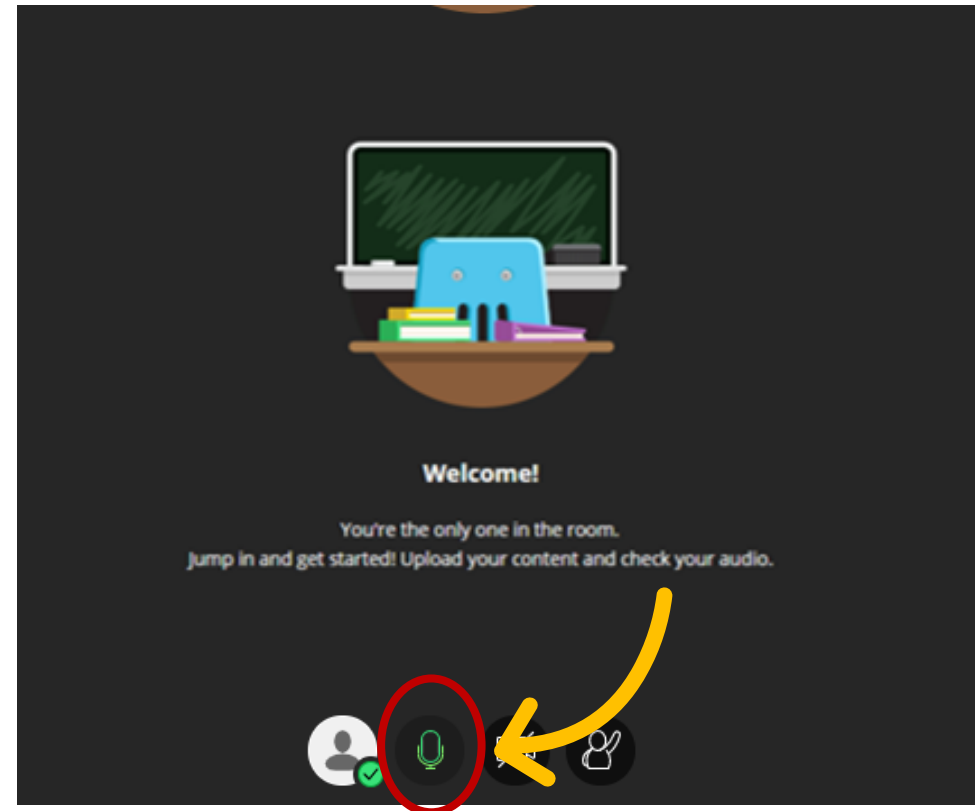 Welcome!
You're the only one in the room.
Jump in and get started! Upload your content and check your audio.